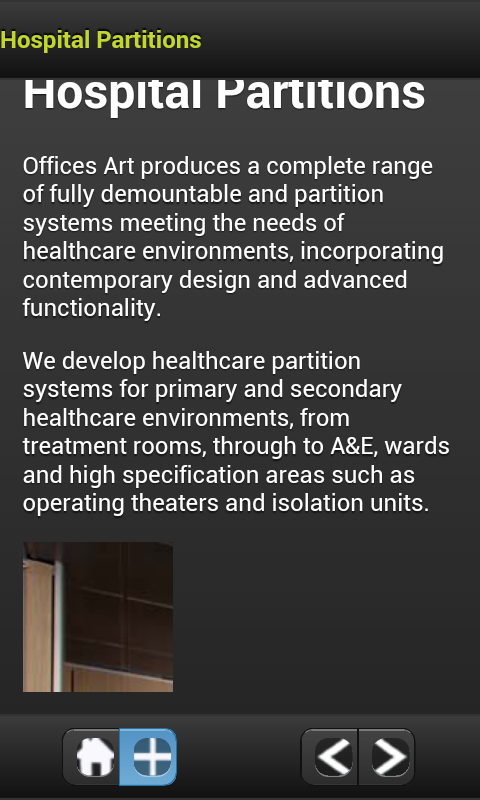 Hospital Partitions
Hospital Partitions
Offices Art produces a complete range
of fully demountable and partition
systems meeting the needs of
healthcare environments, incorporating
contemporary design and advanced
functionality.
We develop healthcare partition
systems for primary and secondary
healthcare environments, from
treatment rooms, through to A&E, wards
and high specification areas such as
operating theaters and isolation units.